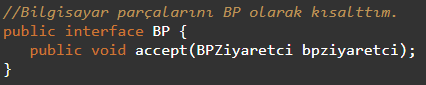 //Bilgisayar parçalarını BP olarak kısalttım.
public interface BP {
   public void accept(BPZiyaretci bpziyaretci);
}